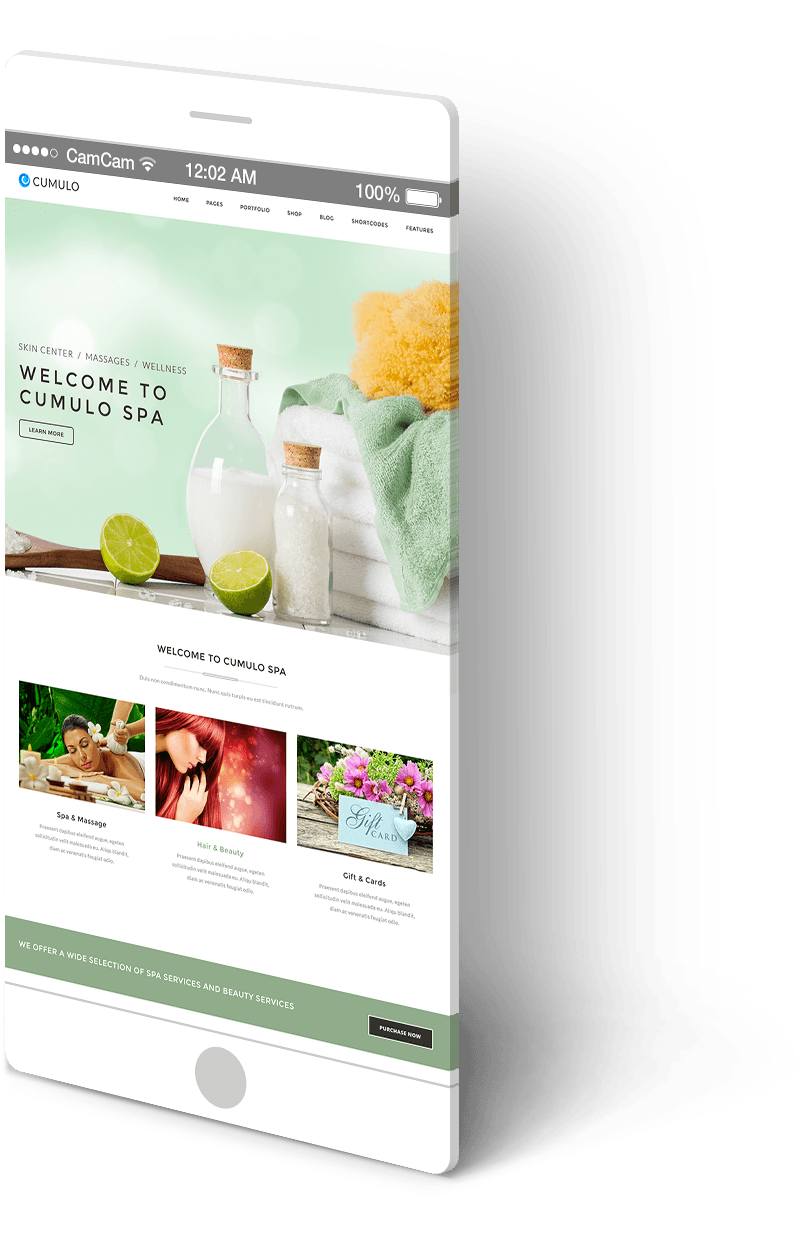 CamCam 12:02 AM 100%
CUMULO
HOME PAGES PORTFOLIO SHOP BLOG SHORTCODES FEATURES
SKIN CENTER / MASSAGES / WELLNESS
WELCOME TO
CUMULO SPA
LEARN MORE
WELCOME TO CUMULO SPA
Duis non condimentum nunc. Nunc quis turpis eu est tincidunt rutrum.
Gift
CARD
Spa & Massage
Praesent dapibus eleifend augue, egeten
sollicitudin velit malesuada eu. Aliqu blandit,
diam ac venenatis feugiat odio.
Hair & Beauty
Praesent dapibus eleifend augue, egeten
sollicitudin velit malesuada eu. Aliqu blandit,
diam ac venenatis feugiat odio.
Gift & Cards
Praesent dapibus eleifend augue, egeten
sollicitudin velit malesuada eu. Aliqu blandit,
diam ac venenatis feugiat odio.
WE OFFER A WIDE SELECTION OF SPA SERVICES AND BEAUTY SERVICES
PURCHASE NOW